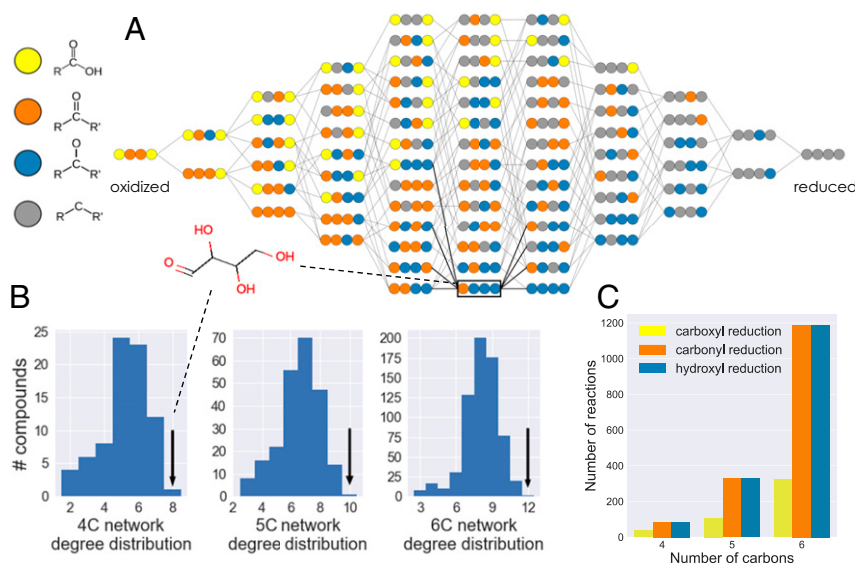 A
O
R
OH
O
R
R'
O
R
R'
C
R
R'
oxidized
reduced
HO
O
OH
OH
B
# compounds
25
20
15
10
5
0
2
4
6
8
4C network
degree distribution
70
60
50
40
30
20
10
0
2
4
6
8
10
5C network
degree distribution
200
175
150
125
100
75
50
25
0
3
6
9
12
6C network
degree distribution
C
carboxyl reduction
carbonyl reduction
hydroxyl reduction
Number of reactions
1200
1000
800
600
400
200
0
4
5
6
Number of carbons